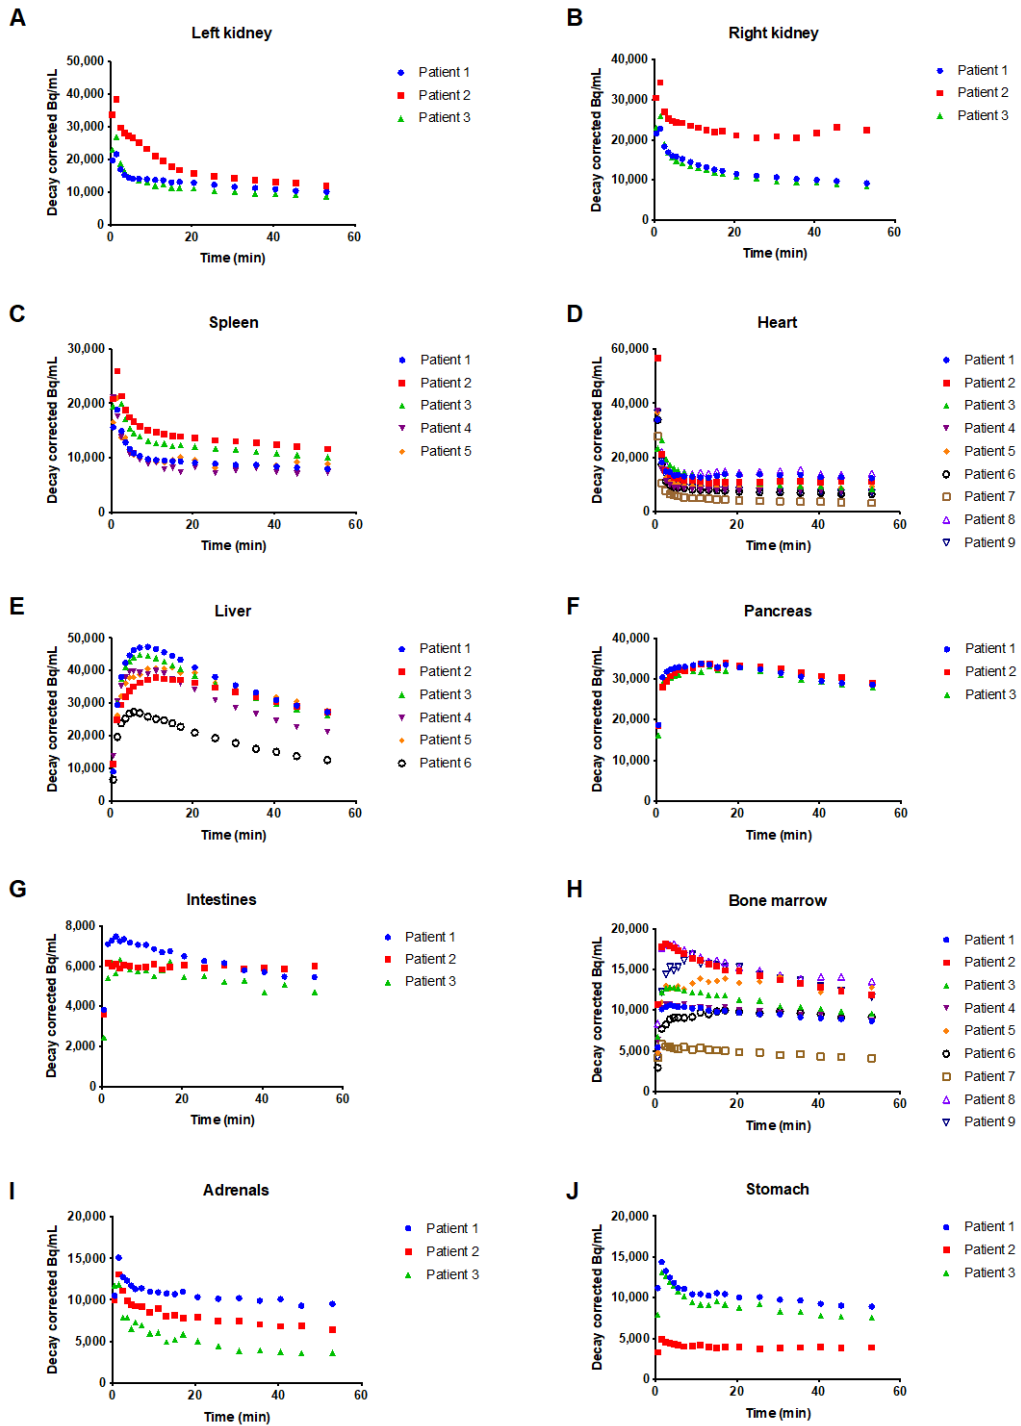 A
Left kidney
Decay corrected Bq/mL
50,000
40,000
30,000
20,000
10,000
0
0 20 40 60
Time (min)
Patient 1
Patient 2
Patient 3
B
Right kidney
Decay corrected Bq/mL
40,000
30,000
20,000
10,000
0
0 20 40 60
Time (min)
Patient 1
Patient 2
Patient 3
C
Spleen
Decay corrected Bq/mL
30,000
20,000
10,000
0
0 20 40 60
Time (min)
Patient 1
Patient 2
Patient 3
Patient 4
Patient 5
D
Heart
Decay corrected Bq/mL
60,000
40,000
20,000
0
0 20 40 60
Time (min)
Patient 1
Patient 2
Patient 3
Patient 4
Patient 5
Patient 6
Patient 7
Patient 8
Patient 9
E
Liver
Decay corrected Bq/mL
50,000
40,000
30,000
20,000
10,000
0
0 20 40 60
Time (min)
Patient 1
Patient 2
Patient 3
Patient 4
Patient 5
Patient 6
F
Pancreas
Decay corrected Bq/mL
40,000
30,000
20,000
10,000
0
0 20 40 60
Time (min)
Patient 1
Patient 2
Patient 3
G
Intestines
Decay corrected Bq/mL
8,000
6,000
4,000
2,000
0
0 20 40 60
Time (min)
Patient 1
Patient 2
Patient 3
H
Bone marrow
Decay corrected Bq/mL
20,000
15,000
10,000
5,000
0
0 20 40 60
Time (min)
Patient 1
Patient 2
Patient 3
Patient 4
Patient 5
Patient 6
Patient 7
Patient 8
Patient 9
I
Adrenals
Decay corrected Bq/mL
20,000
15,000
10,000
5,000
0
0 20 40 60
Time (min)
Patient 1
Patient 2
Patient 3
J
Stomach
Decay corrected Bq/mL
20,000
15,000
10,000
5,000
0
0 20 40 60
Time (min)
Patient 1
Patient 2
Patient 3